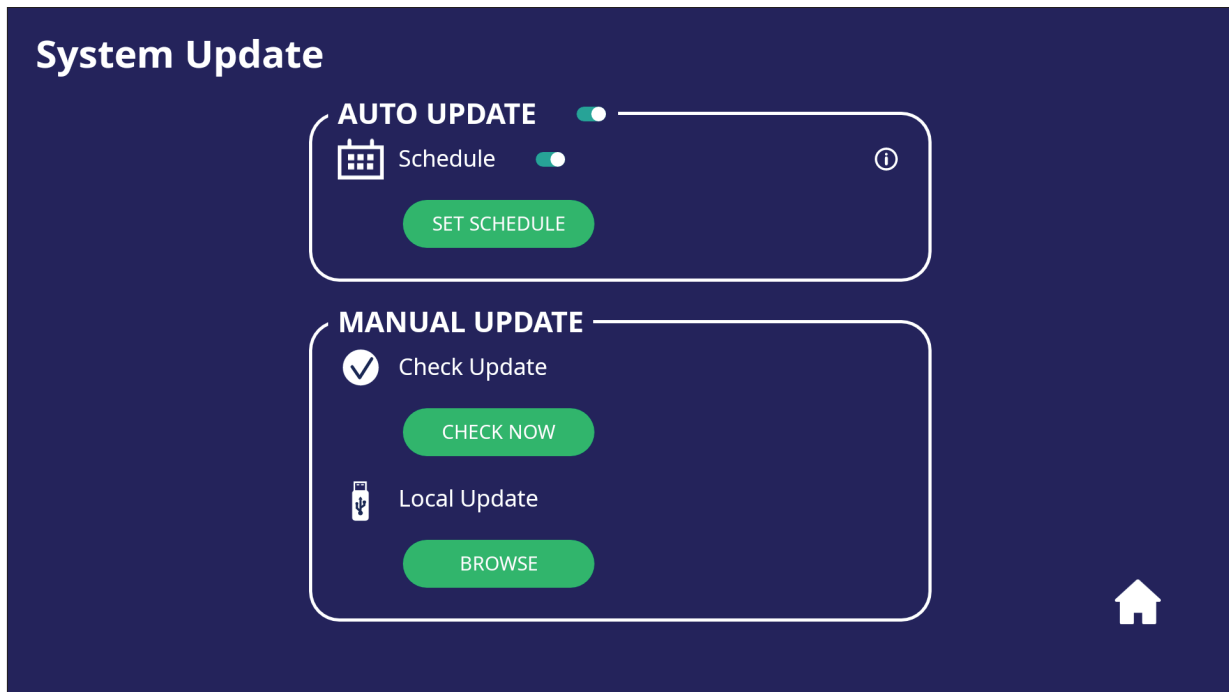 System Update
AUTO UPDATE
Schedule
SET SCHEDULE
MANUAL UPDATE
Check Update
CHECK NOW
Local Update
BROWSE